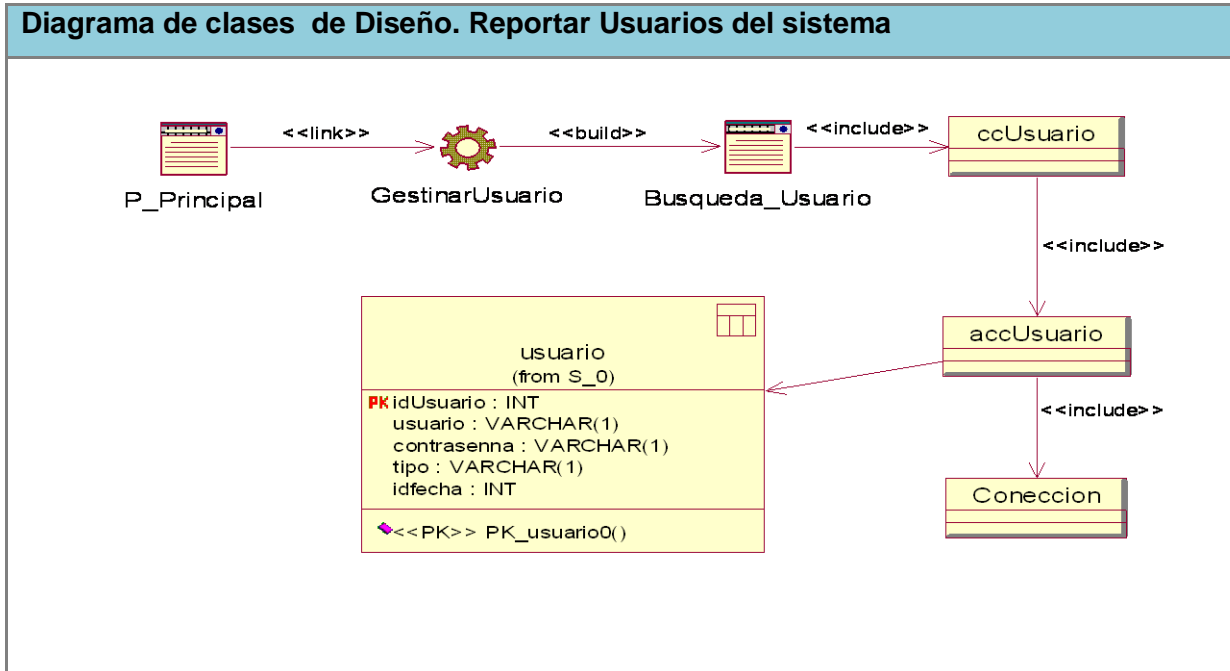 Diagrama de clases de Diseño. Reportar Usuarios del sistema
<<link>>
<<build>>
<<include>>
ccUsuario
P_Principal
GestinarUsuario
Busqueda_Usuario
<<include>>
accUsuario
usuario
(from S_0)
PK idUsuario : INT
usuario : VARCHAR(1)
contrasenna : VARCHAR(1)
tipo : VARCHAR(1)
idfecha : INT
<<PK>> PK_usuario0()
<<include>>
Coneccion